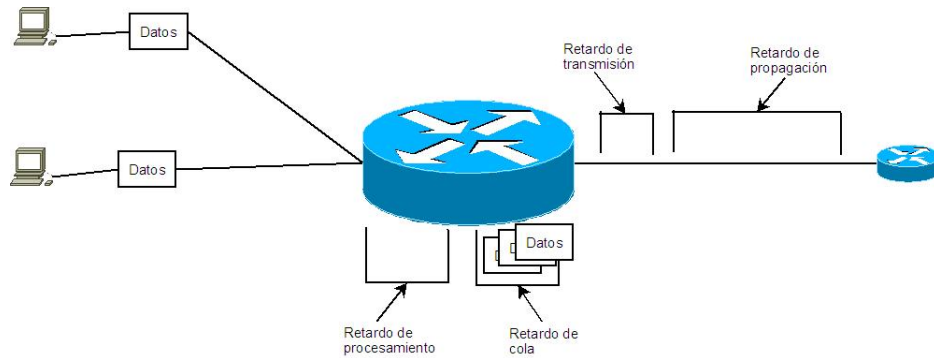 Datos
Retardo de
transmisión
Retardo de
propagación
Datos
Datos
Retardo de
procesamiento
Retardo de
cola